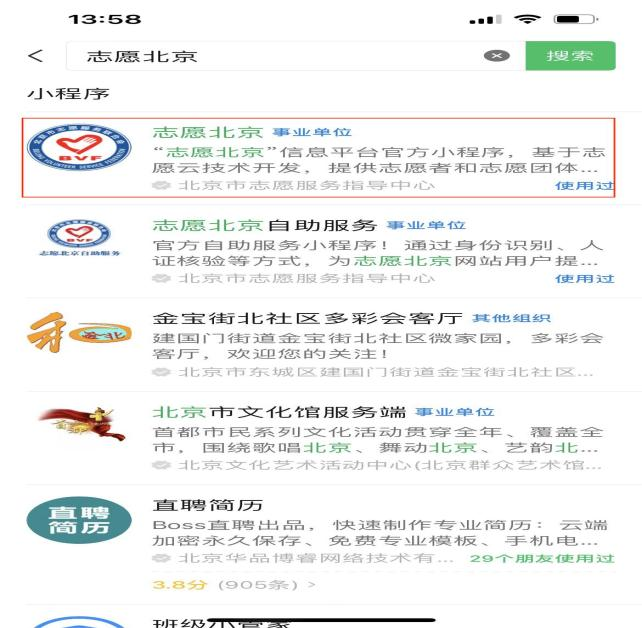 13:58
志愿北京
搜索
小程序
志愿北京 事业单位
“志愿北京”信息平台官方小程序，基于志
愿云技术开发，提供志愿者和志愿团体...
北京市志愿服务指导中心 使用过
BVF
志愿北京自助服务 事业单位
官方自助服务小程序！通过身份识别、人
证核验等方式，为志愿北京网站用户提...
北京市志愿服务指导中心 使用过
BVF
志愿北京自助服务
金宝街北社区多彩会客厅 其他组织
建国门街道金宝街北社区微家园，多彩会
客厅，欢迎您的关注！
北京市东城区建国门街道金宝街北社区...
北京市文化馆服务端 事业单位
首都市民系列文化活动贯穿全年、覆盖全
市，围绕歌唱北京、舞动北京、艺韵北...
北京文化艺术活动中心(北京群众艺术馆...
直聘简历
Boss直聘出品，快速制作专业简历：云端
加密永久保存、免费专业模板、手机电...
北京华品博睿网络技术有... 29个朋友使用过
直聘
简历
3.8分 (905条) >
班级小管家